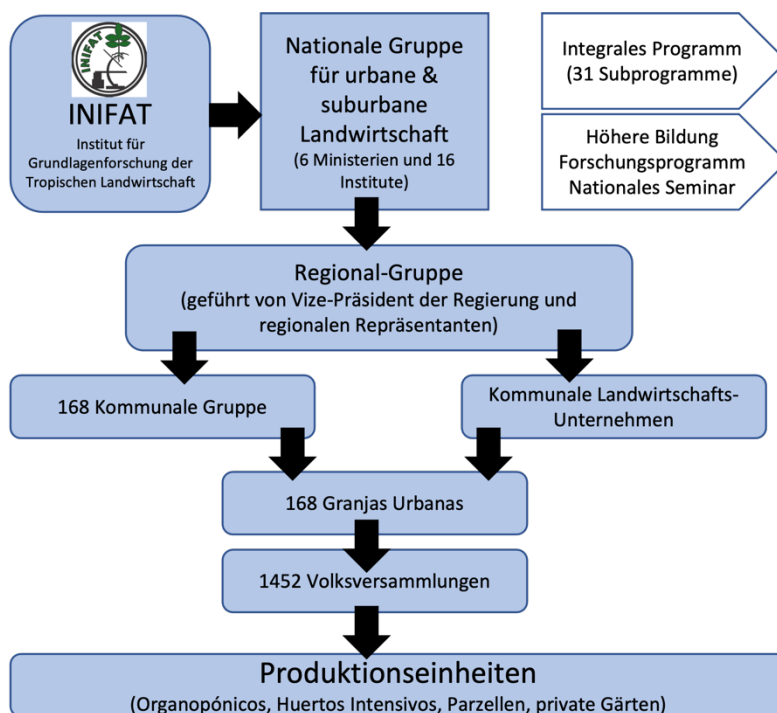 INIFAT
INIFAT
Institut für
Grundlagenforschung der
Tropischen Landwirtschaft
Nationale Gruppe
für urbane &
suburbane
Landwirtschaft
(6 Ministerien und 16
Institute)
Integrales Programm
(31 Subprogramme)
Höhere Bildung
Forschungsprogramm
Nationales Seminar
Regional-Gruppe
(geführt von Vize-Präsident der Regierung und
regionalen Repräsentanten)
168 Kommunale Gruppe
Kommunale Landwirtschafts-
Unternehmen
168 Granjas Urbanas
1452 Volksversammlungen
Produktionseinheiten
(Organopónicos, Huertos Intensivos, Parzellen, private Gärten)